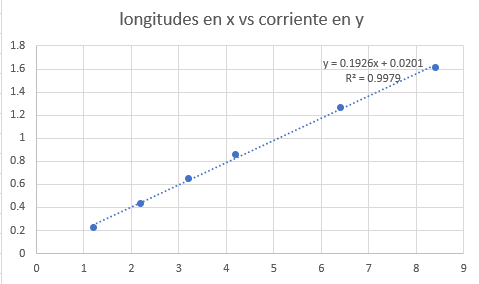 longitudes en x vs corriente en y
1.8
1.6
1.4
1.2
1
0.8
0.6
0.4
0.2
0
y = 0.1926x + 0.0201
R² = 0.9979
0 1 2 3 4 5 6 7 8 9